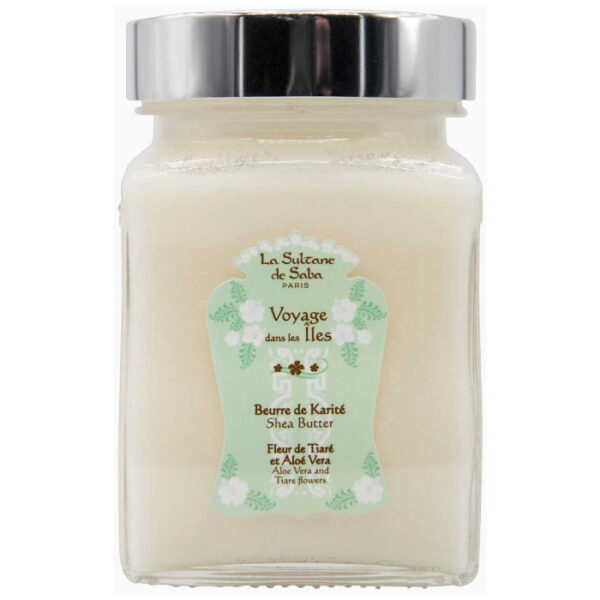 La Sultane
de Saba
PARIS
Voyage
dans les Îles
Beurre de Karité
Shea Butter
Fleur de Tiaré
et Aloé Vera
Aloe Vera and
Tiare flowers